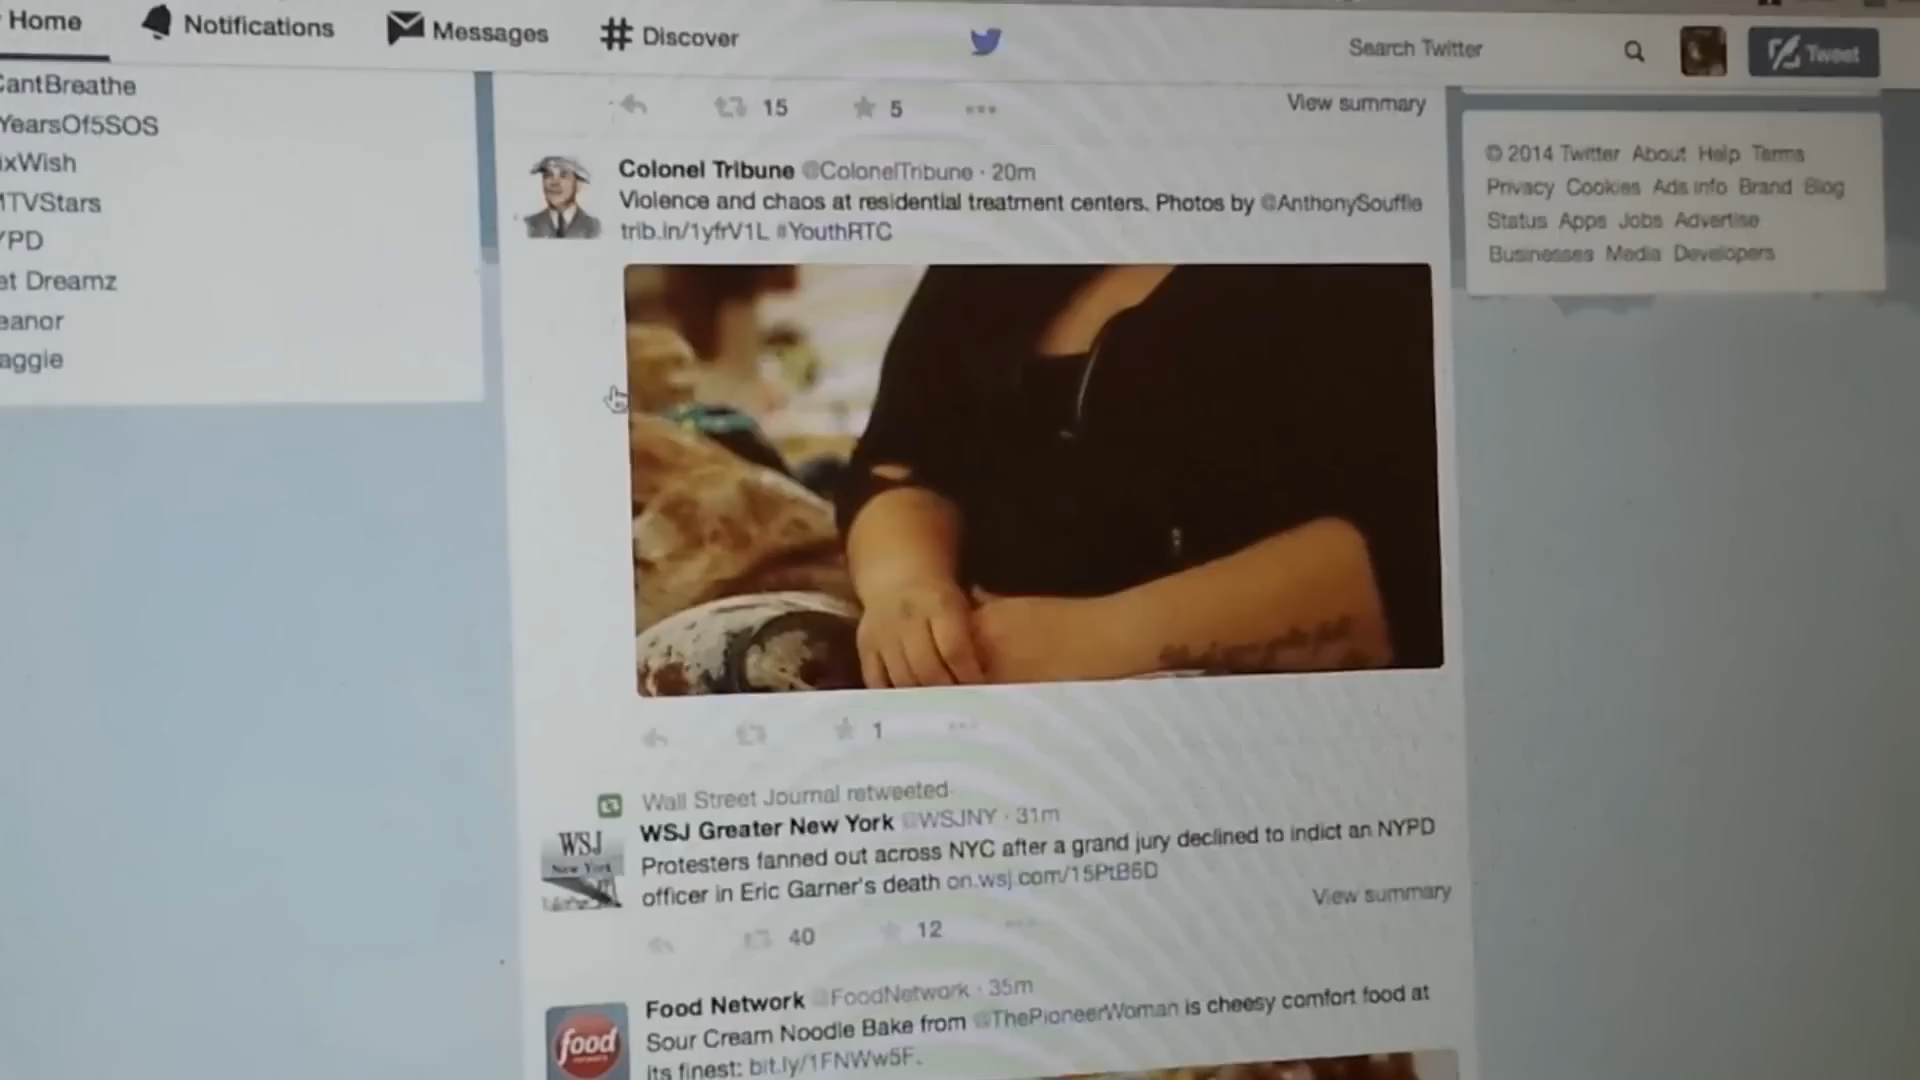 Home Notifications Messages # Discover Search Twitter Tweet
CantBreathe
YearsOf5SOS
ixWish
MTVStars
YPD
et Dreamz
eanor
aggie
15 5 View summary
Colonel Tribune @ColonelTribune · 20m
Violence and chaos at residential treatment centers. Photos by @AnthonySouffle
trib.in/1yfrV1L #YouthRTC
1
Wall Street Journal retweeted
WSJ Greater New York @WSJNY · 31m
Protesters fanned out across NYC after a grand jury declined to indict an NYPD
officer in Eric Garner's death on.wsj.com/15PtB6D
View summary
40 12
WSJ
New York
Food Network @FoodNetwork · 35m
Sour Cream Noodle Bake from @ThePioneerWoman is cheesy comfort food at
its finest: bit.ly/1FNWw5F.
food
© 2014 Twitter About Help Terms
Privacy Cookies Ads info Brand Blog
Status Apps Jobs Advertise
Businesses Media Developers